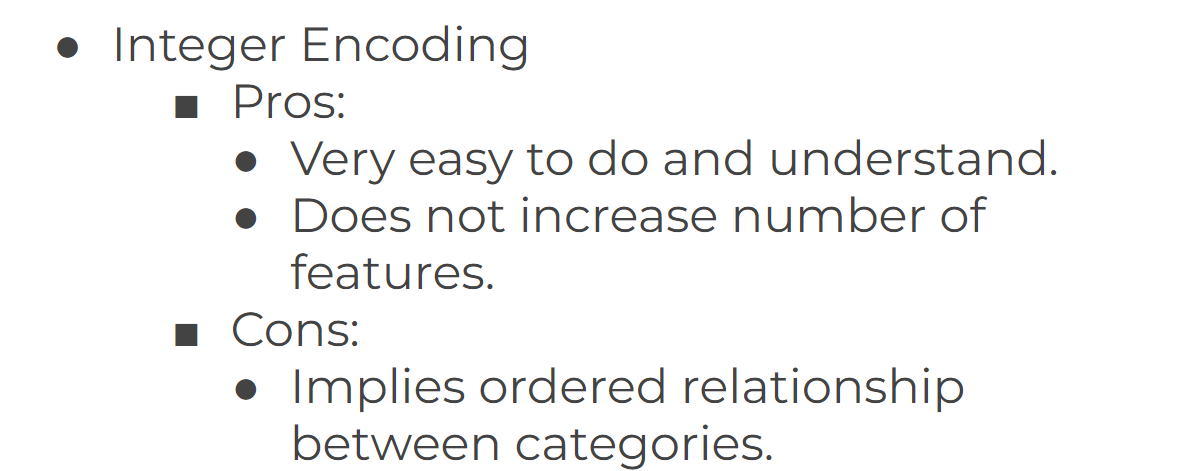 ● Integer Encoding
■ Pros:
● Very easy to do and understand.
● Does not increase number of
features.
■ Cons:
● Implies ordered relationship
between categories.